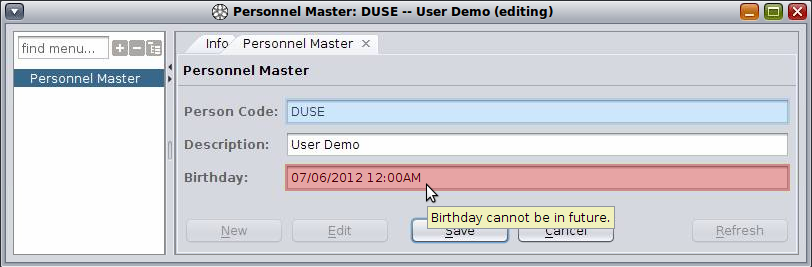 Personnel Master: DUSE -- User Demo (editing)
find menu...
Personnel Master
Info Personnel Master
Personnel Master
Person Code: DUSE
Description: User Demo
Birthday: 07/06/2012 12:00AM
Birthday cannot be in future.
New Edit Save Cancel Refresh